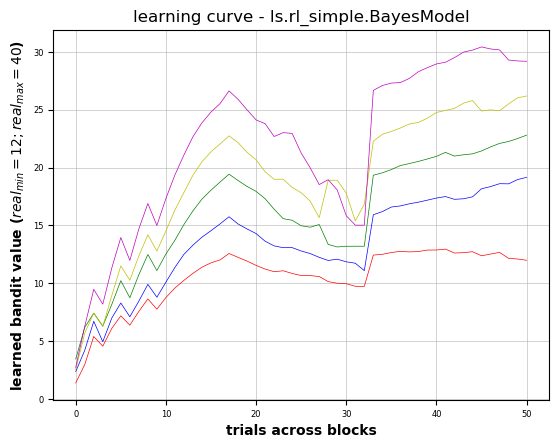 learning curve - ls.rl_simple.BayesModel
learned bandit value (real_min = 12; real_max = 40)
30
25
20
15
10
5
0
0 10 20 30 40 50
trials across blocks